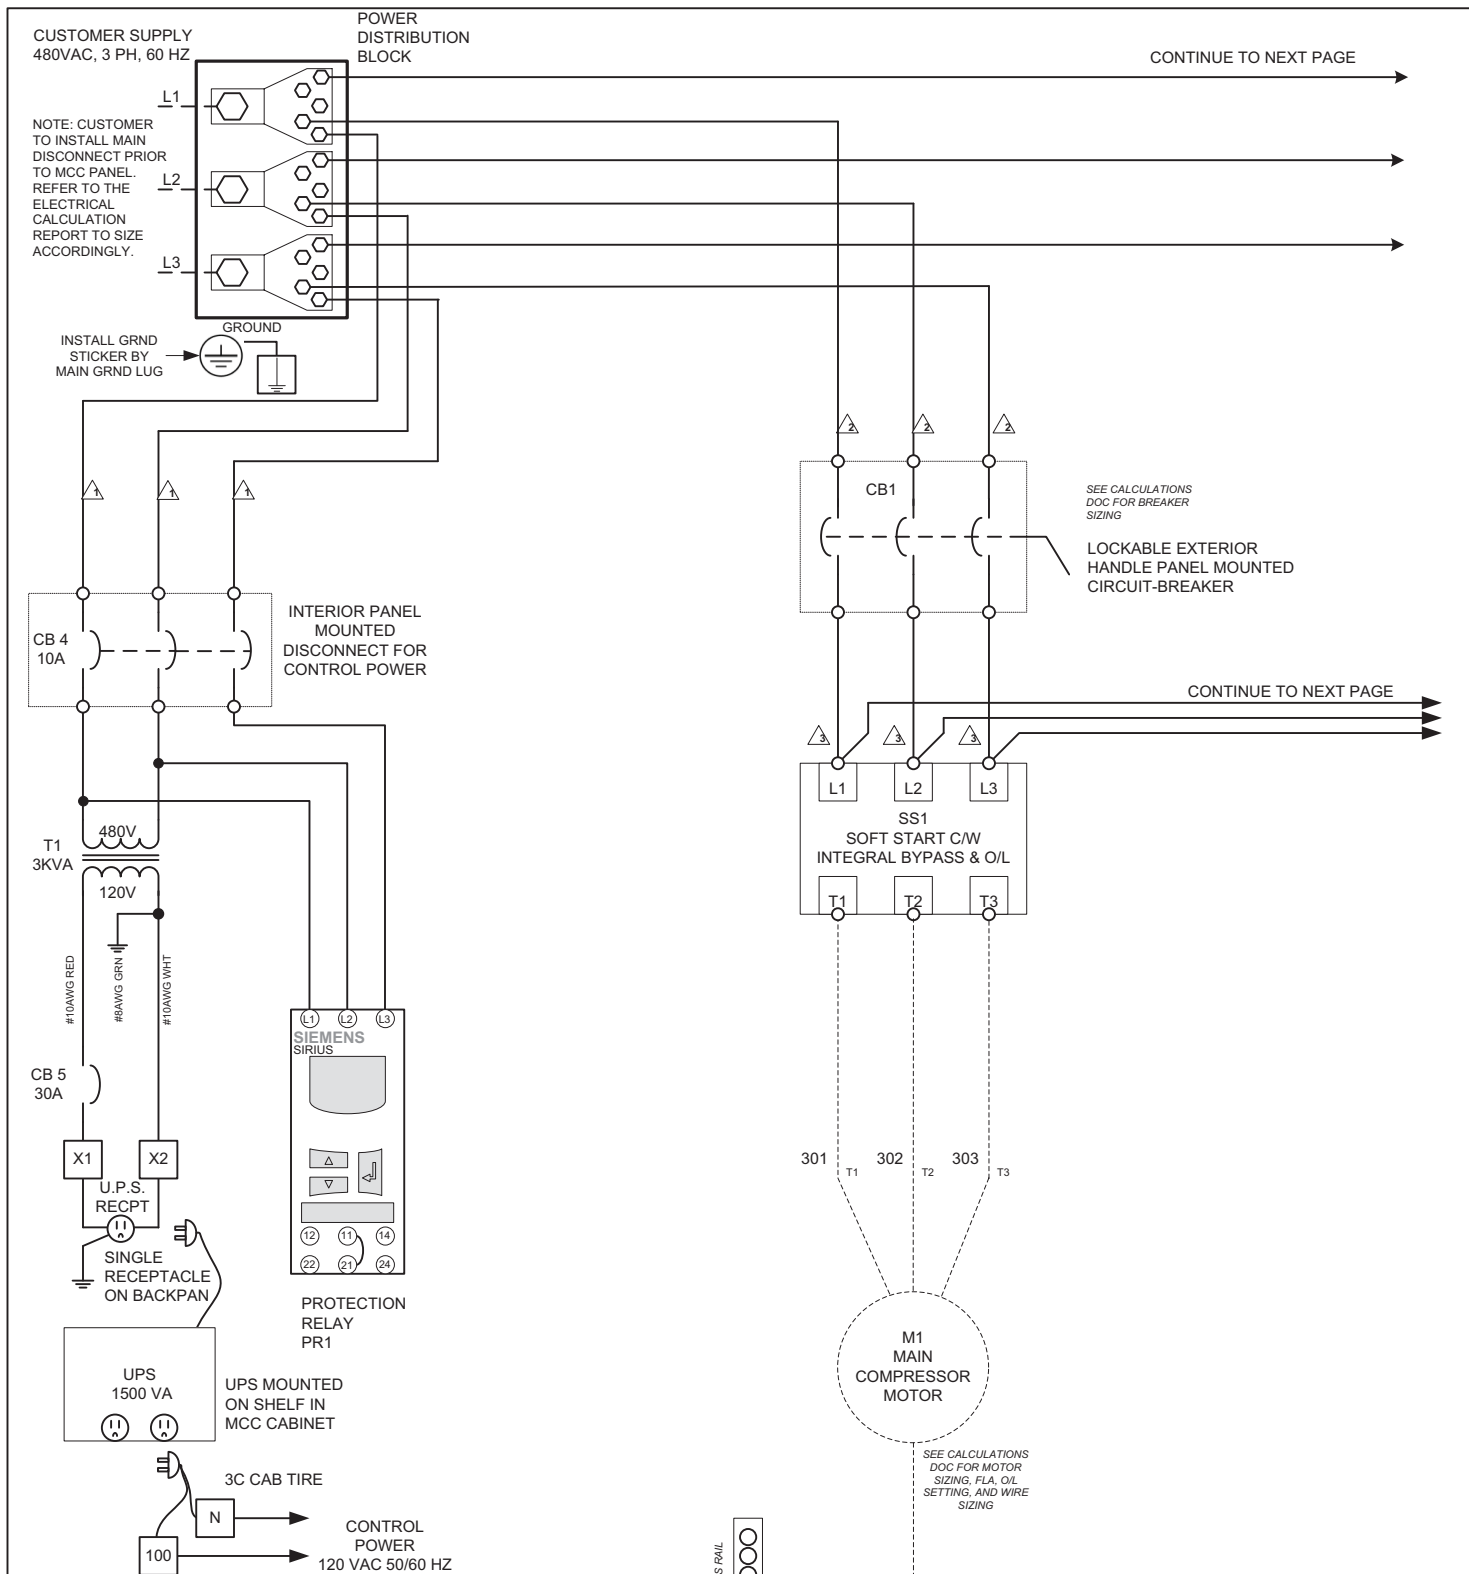 CUSTOMER SUPPLY
480VAC, 3 PH, 60 HZ
POWER
DISTRIBUTION
BLOCK
CONTINUE TO NEXT PAGE
L1
NOTE: CUSTOMER
TO INSTALL MAIN
DISCONNECT PRIOR
TO MCC PANEL.
REFER TO THE
ELECTRICAL
CALCULATION
REPORT TO SIZE
ACCORDINGLY.
L2
L3
GROUND
INSTALL GRND
STICKER BY
MAIN GRND LUG
2
2
2
1
1
1
CB1
SEE CALCULATIONS
DOC FOR BREAKER
SIZING
LOCKABLE EXTERIOR
HANDLE PANEL MOUNTED
CIRCUIT-BREAKER
CB 4
10A
INTERIOR PANEL
MOUNTED
DISCONNECT FOR
CONTROL POWER
CONTINUE TO NEXT PAGE
3
3
3
L1
L2
L3
SS1
SOFT START C/W
INTEGRAL BYPASS & O/L
T1
T2
T3
480V
T1
3KVA
120V
#10AWG RED
#8AWG GRN
#10AWG WHT
L1
L2
L3
SIEMENS
SIRIUS
CB 5
30A
X1
X2
U.P.S.
RECPT
SINGLE
RECEPTACLE
ON BACKPAN
12
11
14
22
21
24
PROTECTION
RELAY
PR1
301
T1
302
T2
303
T3
M1
MAIN
COMPRESSOR
MOTOR
SEE CALCULATIONS
DOC FOR MOTOR
SIZING, FLA, O/L
SETTING, AND WIRE
SIZING
UPS
1500 VA
UPS MOUNTED
ON SHELF IN
MCC CABINET
3C CAB TIRE
N
100
CONTROL
POWER
120 VAC 50/60 HZ
RAIL